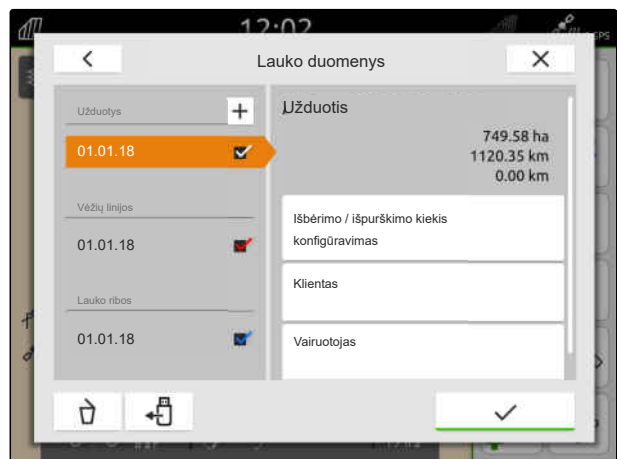 12:02
GPS
Lauko duomenys
Užduotys
01.01.18
Vėžių linijos
01.01.18
Lauko ribos
01.01.18
Užduotis
749.58 ha
1120.35 km
0.00 km
Išbėrimo / išpurškimo kiekis
konfigūravimas
Klientas
Vairuotojas